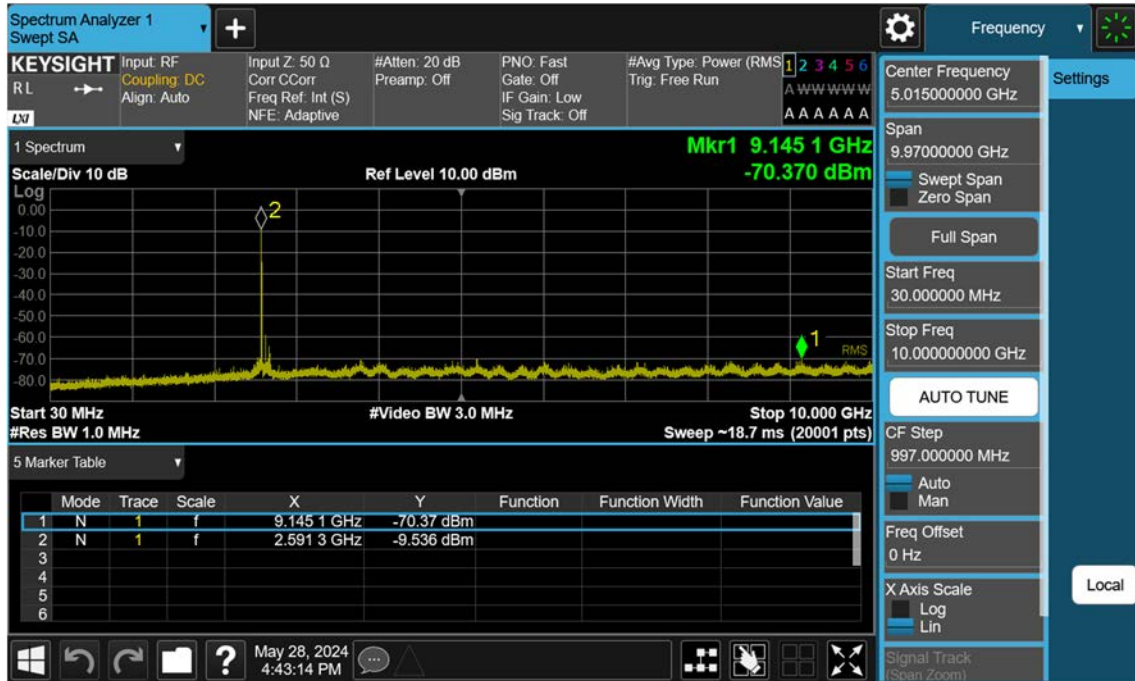 Spectrum Analyzer 1
Swept SA
Frequency
KEYSIGHT
R L
LXI
Input: RF
Coupling: DC
Align: Auto
Input Z: 50 Ω
Corr CCorr
Freq Ref: Int (S)
NFE: Adaptive
#Atten: 20 dB
Preamp: Off
PNO: Fast
Gate: Off
IF Gain: Low
Sig Track: Off
#Avg Type: Power (RMS
Trig: Free Run
1 2 3 4 5 6
A W W W W W
A A A A A A
1 Spectrum
Scale/Div 10 dB
Ref Level 10.00 dBm
Mkr1 9.145 1 GHz
-70.370 dBm
Log
0.00
-10.0
-20.0
-30.0
-40.0
-50.0
-60.0
-70.0
-80.0
2
1
RMS
Start 30 MHz
#Video BW 3.0 MHz
Stop 10.000 GHz
#Res BW 1.0 MHz
Sweep ~18.7 ms (20001 pts)
5 Marker Table
Mode Trace Scale X Y Function Function Width Function Value
1 N 1 f 9.145 1 GHz -70.37 dBm
2 N 1 f 2.591 3 GHz -9.536 dBm
3
4
5
6
?
May 28, 2024
4:43:14 PM
Center Frequency
5.015000000 GHz
Settings
Span
9.97000000 GHz
Swept Span
Zero Span
Full Span
Start Freq
30.000000 MHz
Stop Freq
10.000000000 GHz
AUTO TUNE
CF Step
997.000000 MHz
Auto
Man
Freq Offset
0 Hz
X Axis Scale
Log
Lin
Local
Signal Track
(Span Zoom)